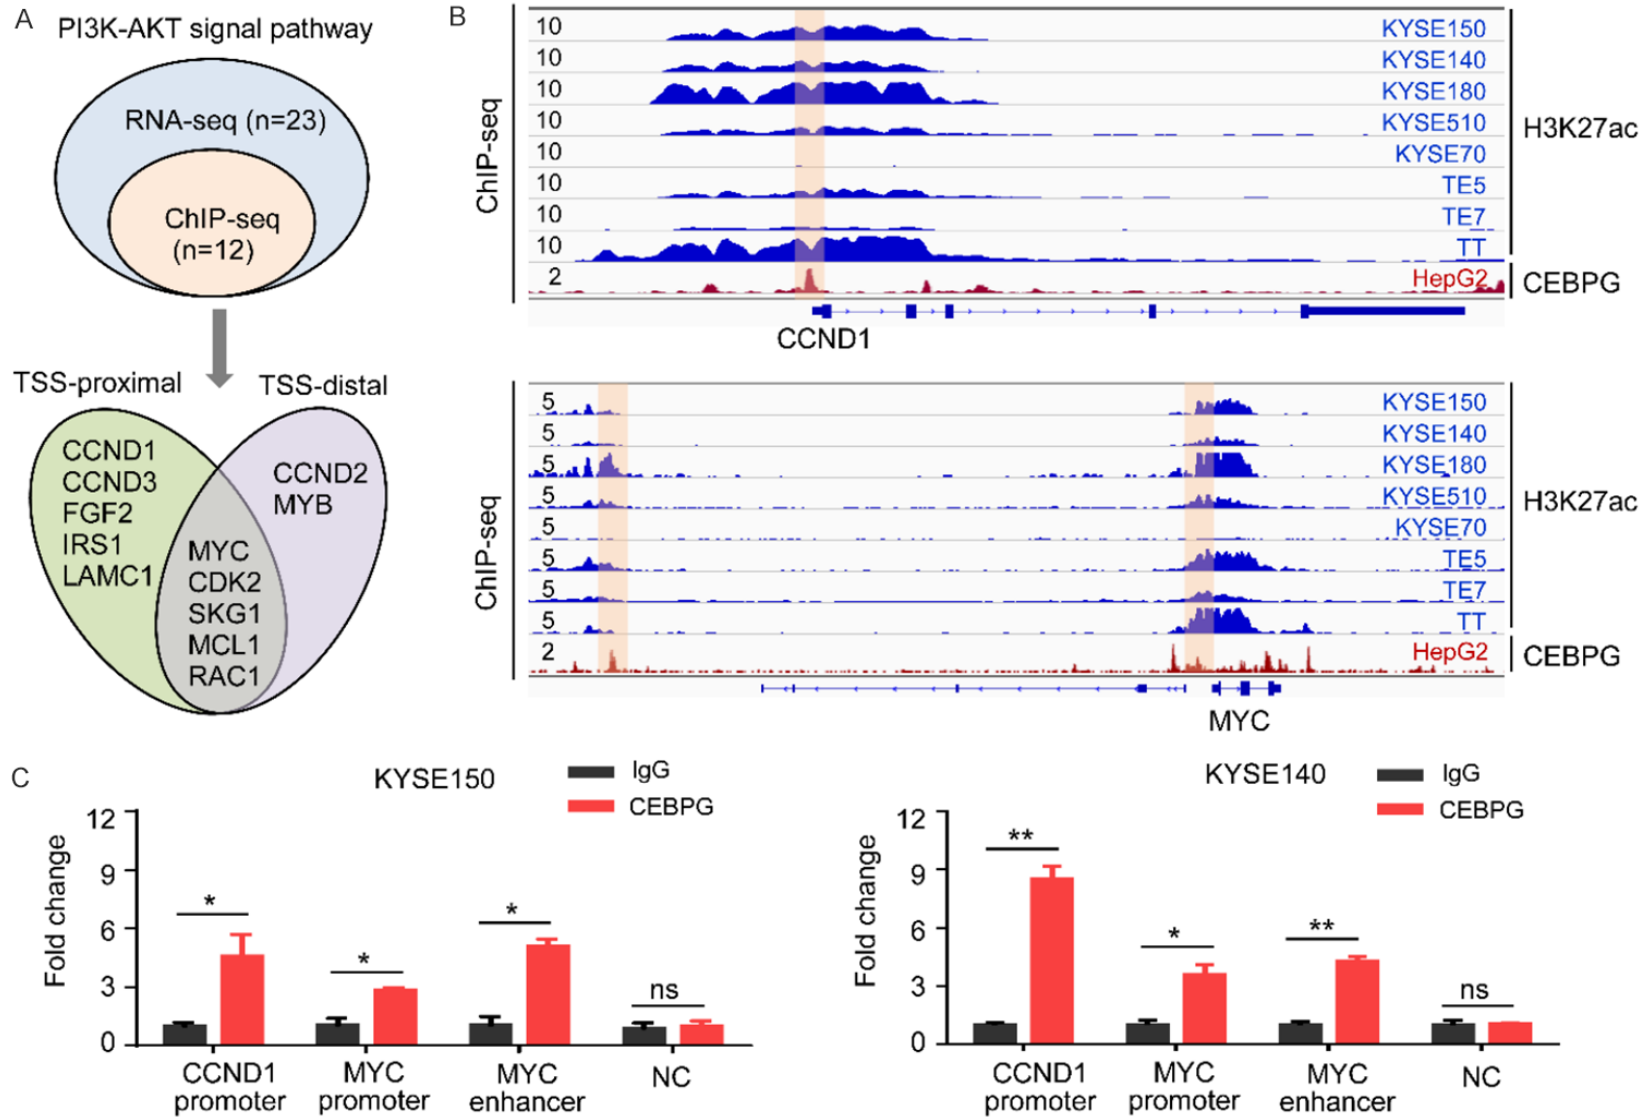 A
PI3K-AKT signal pathway
RNA-seq (n=23)
ChIP-seq
(n=12)
TSS-proximal
TSS-distal
CCND1
CCND3
FGF2
IRS1
LAMC1
MYC
CDK2
SKG1
MCL1
RAC1
CCND2
MYB
B
ChIP-seq
10 KYSE150
10 KYSE140
10 KYSE180
10 KYSE510
10 KYSE70
10 TE5
10 TE7
10 TT
2 HepG2
H3K27ac
CEBPG
CCND1
ChIP-seq
5 KYSE150
5 KYSE140
5 KYSE180
5 KYSE510
5 KYSE70
5 TE5
5 TE7
5 TT
2 HepG2
H3K27ac
CEBPG
MYC
C
KYSE150
IgG
CEBPG
Fold change
12
9
6
3
0
*
*
*
ns
CCND1
promoter
MYC
promoter
MYC
enhancer
NC
KYSE140
IgG
CEBPG
Fold change
12
9
6
3
0
**
*
**
ns
CCND1
promoter
MYC
promoter
MYC
enhancer
NC